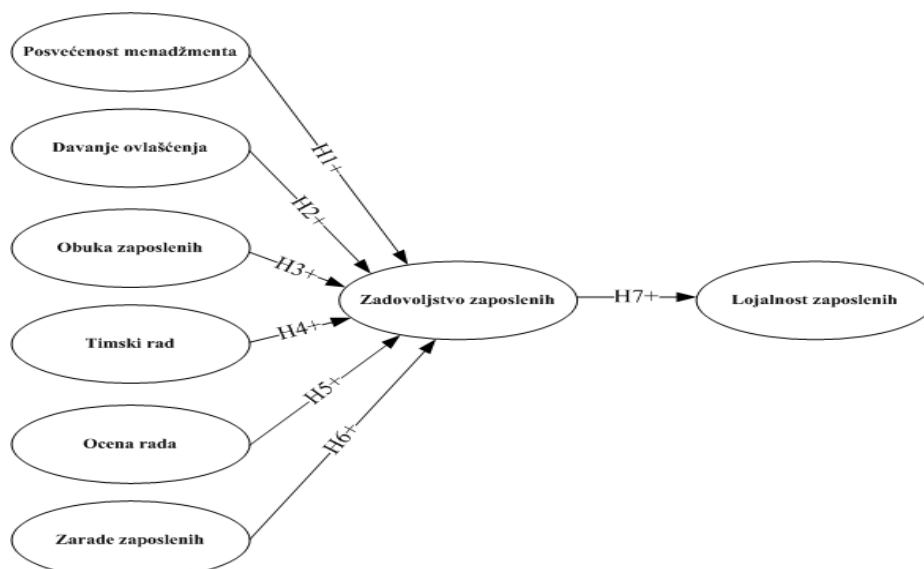 Posvećenost menadžmenta
H1+
Davanje ovlašćenja
H2+
Obuka zaposlenih
H3+
Zadovoljstvo zaposlenih
H7+
Lojalnost zaposlenih
Timski rad
H4+
Ocena rada
H5+
Zarade zaposlenih
H6+